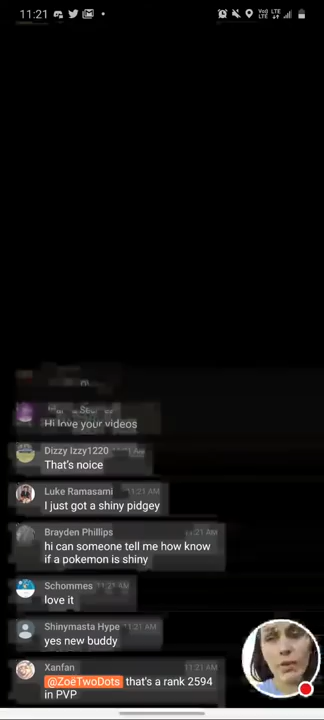 11:21
Hi love your videos
Dizzy Izzy1220
That's noice
Luke Ramasami 11:21 AM
I just got a shiny pidgey
Brayden Phillips 11:21 AM
hi can someone tell me how know
if a pokemon is shiny
Schommes 11:21 AM
love it
Shinymasta Hype 11:21 AM
yes new buddy
Xanfan 11:21 AM
@ZoëTwoDots that's a rank 2594
in PVP